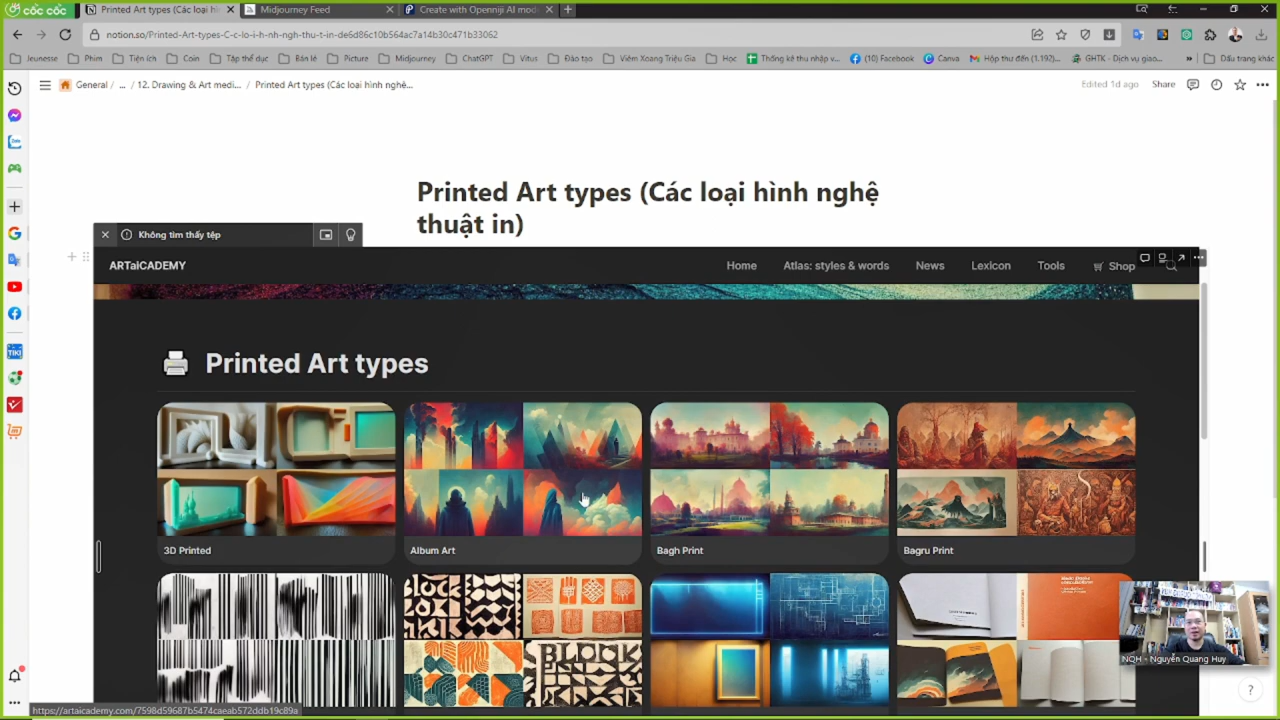 cốc cốc
Printed Art types (Các loại hì
Midjourney Feed
Create with Openniji AI mod
notion.so/Printed-Art-types-C-c-lo-i-h-nh-ngh-thu-t-in-de6d86c10b564ac7a14b30c471b33062
Jeunesse
Phim
Tiện ích
Coin
Tập thể dục
Bán lẻ
Picture
Midjourney
ChatGPT
Vitus
Đào tạo
Viêm Xoang Triệu Gia
Học
Thống kê thu nhập v...
(10) Facebook
Canva
Hộp thư đến (1.192)...
GHTK - Dịch vụ giao...
Dấu trang khác
General /
... /
12. Drawing & Art medi... /
Printed Art types (Các loại hình nghệ...
Edited 1d ago
Share
Printed Art types (Các loại hình nghệ
thuật in)
Không tìm thấy tệp
ARTaiCADEMY
Home
Atlas: styles & words
News
Lexicon
Tools
Shop
Printed Art types
3D Printed
Album Art
Bagh Print
Bagru Print
BLOCK
NQH - Nguyễn Quang Huy
https://artaicademy.com/7598d59687b5474caeab572ddb19c89a